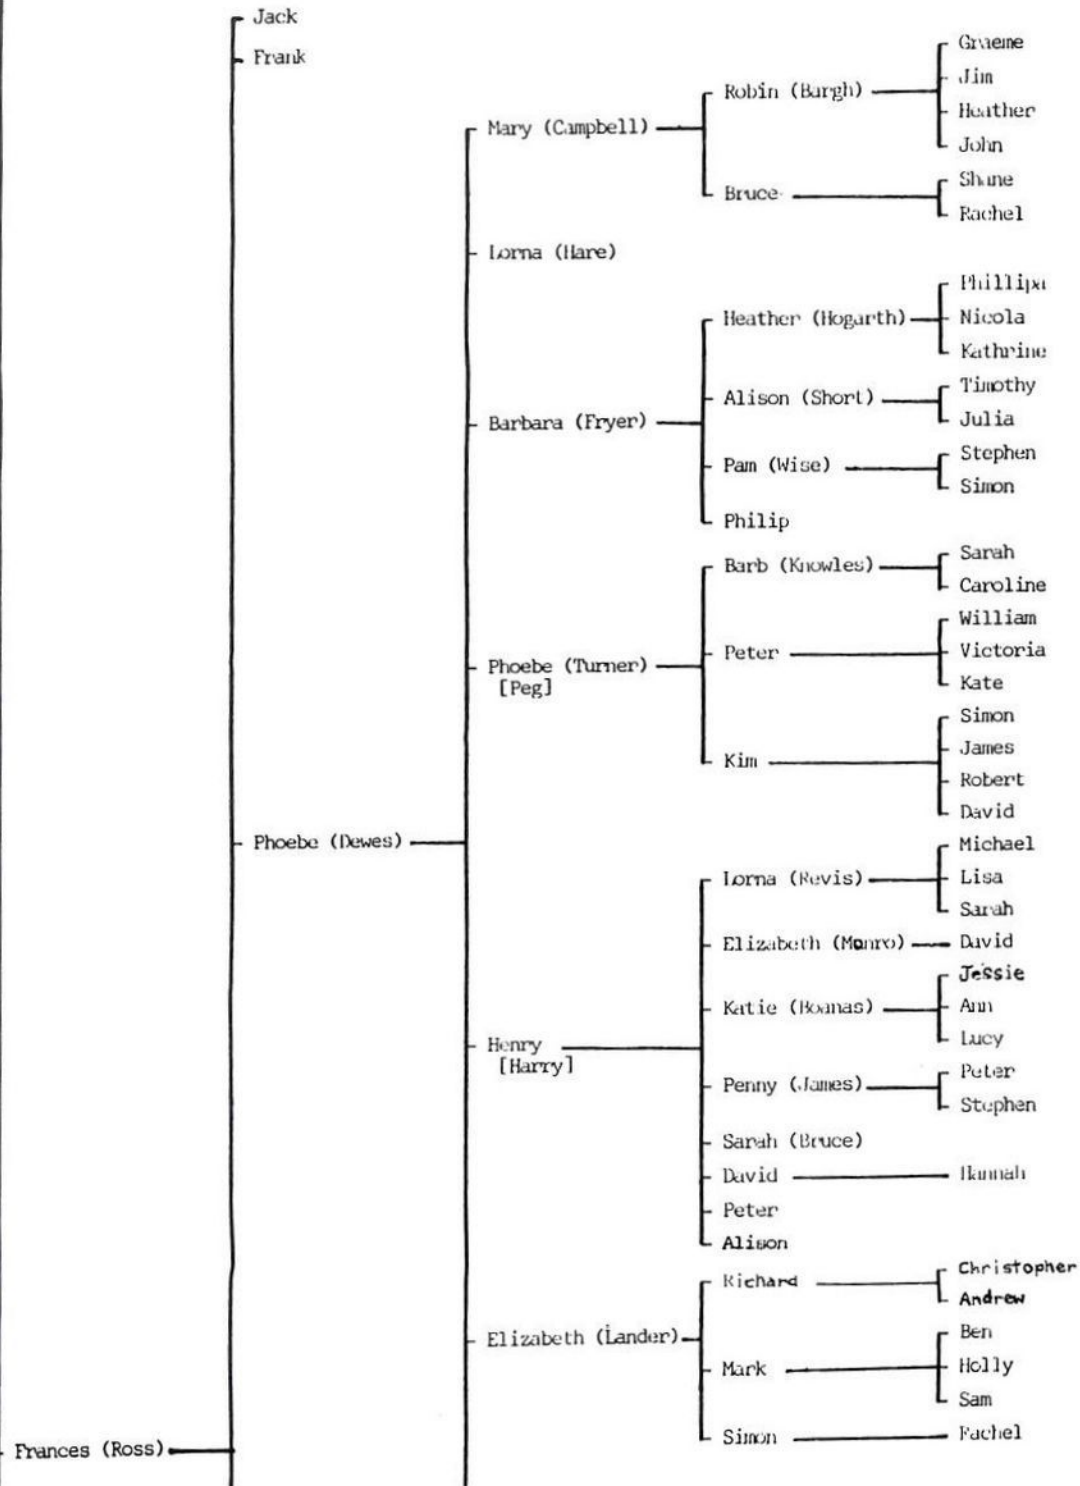 Jack
Frank
Graeme
Jim
Robin (Bargh)
Heather
Mary (Campbell)
John
Shane
Bruce
Rachel
Lorna (Hare)
Phillipa
Heather (Hogarth)
Nicola
Kathrine
Timothy
Alison (Short)
Julia
Barbara (Fryer)
Stephen
Pam (Wise)
Simon
Philip
Sarah
Barb (Knowles)
Caroline
William
Peter
Victoria
Phoebe (Turner)
[Peg]
Kate
Simon
James
Kim
Robert
David
Phoebe (Dewes)
Michael
Lorna (Revis)
Lisa
Sarah
Elizabeth (Monro)
David
Jessie
Katie (Boanas)
Ann
Lucy
Henry
[Harry]
Peter
Penny (James)
Stephen
Sarah (Bruce)
David
Hannah
Peter
Alison
Christopher
Richard
Andrew
Elizabeth (Lander)
Ben
Mark
Holly
Sam
Simon
Rachel
Frances (Ross)